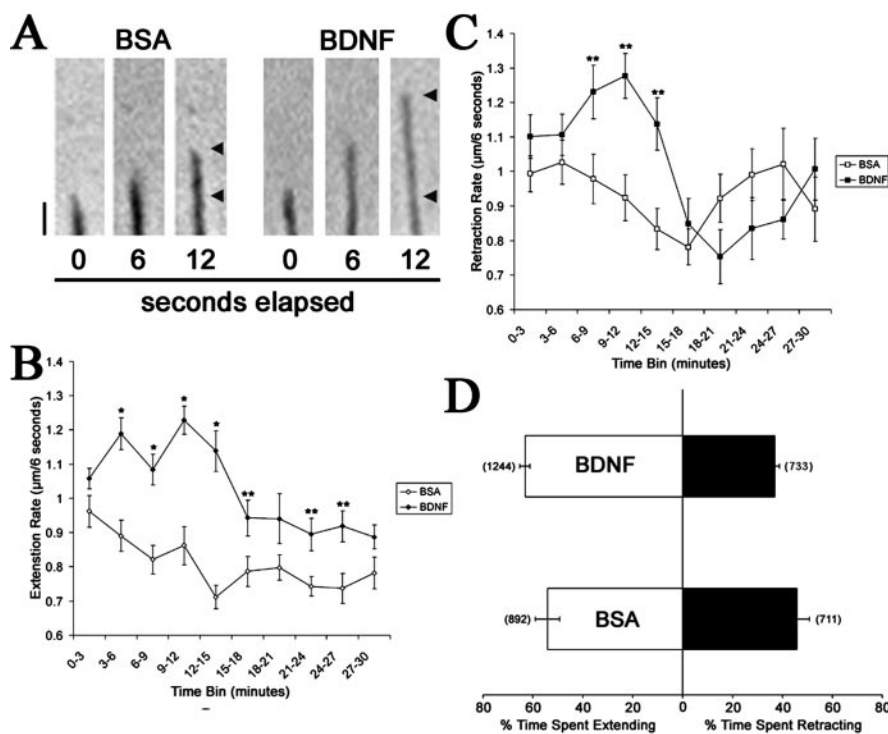 A
BSA
BDNF
0 6 12 0 6 12
seconds elapsed
B
Extenstion Rate (µm/6 seconds)
1.4
1.3
1.2
1.1
1
0.9
0.8
0.7
0.6
* * * * ** ** **
BSA
BDNF
0-3 3-6 6-9 9-12 12-15 15-18 18-21 21-24 24-27 27-30
Time Bin (minutes)
C
Retraction Rate (µm/6 seconds)
1.4
1.3
1.2
1.1
1
0.9
0.8
0.7
0.6
** ** **
BSA
BDNF
0-3 3-6 6-9 9-12 12-15 15-18 18-21 21-24 24-27 27-30
Time Bin (minutes)
D
(1244) BDNF (733)
(892) BSA (711)
80 60 40 20 0 20 40 60 80
% Time Spent Extending % Time Spent Retracting